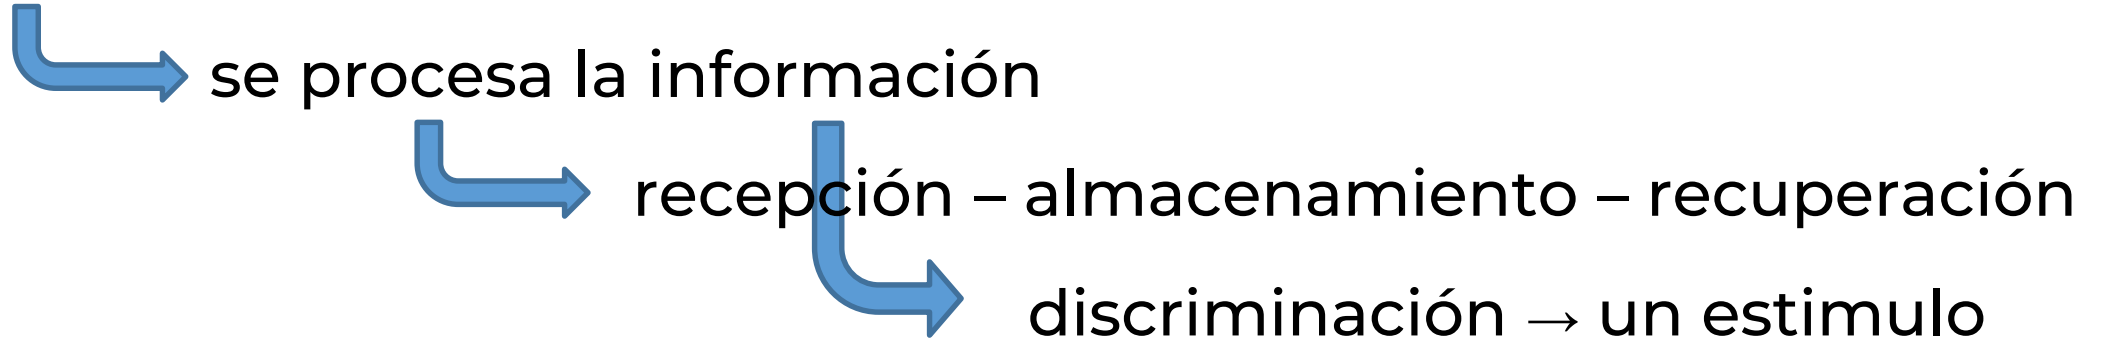 se procesa la información
recepción – almacenamiento – recuperación
discriminación → un estimulo